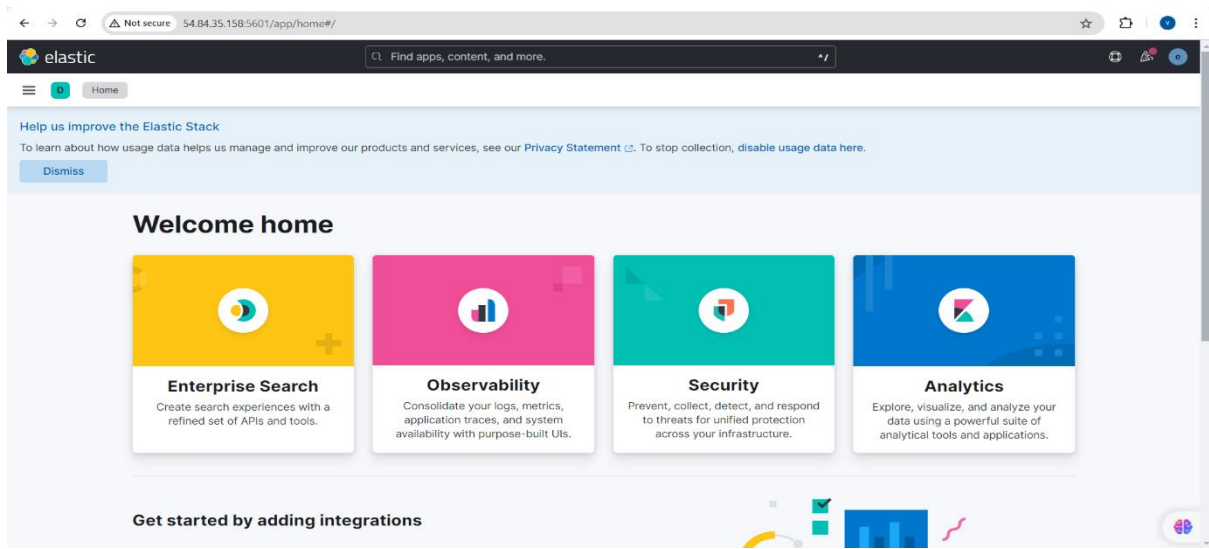 Not secure 54.84.35.158:5601/app/home#/
elastic
Find apps, content, and more. ^/
e
D Home
Help us improve the Elastic Stack
To learn about how usage data helps us manage and improve our products and services, see our Privacy Statement. To stop collection, disable usage data here.
Dismiss
Welcome home
Enterprise Search
Create search experiences with a
refined set of APIs and tools.
Observability
Consolidate your logs, metrics,
application traces, and system
availability with purpose-built UIs.
Security
Prevent, collect, detect, and respond
to threats for unified protection
across your infrastructure.
Analytics
Explore, visualize, and analyze your
data using a powerful suite of
analytical tools and applications.
Get started by adding integrations